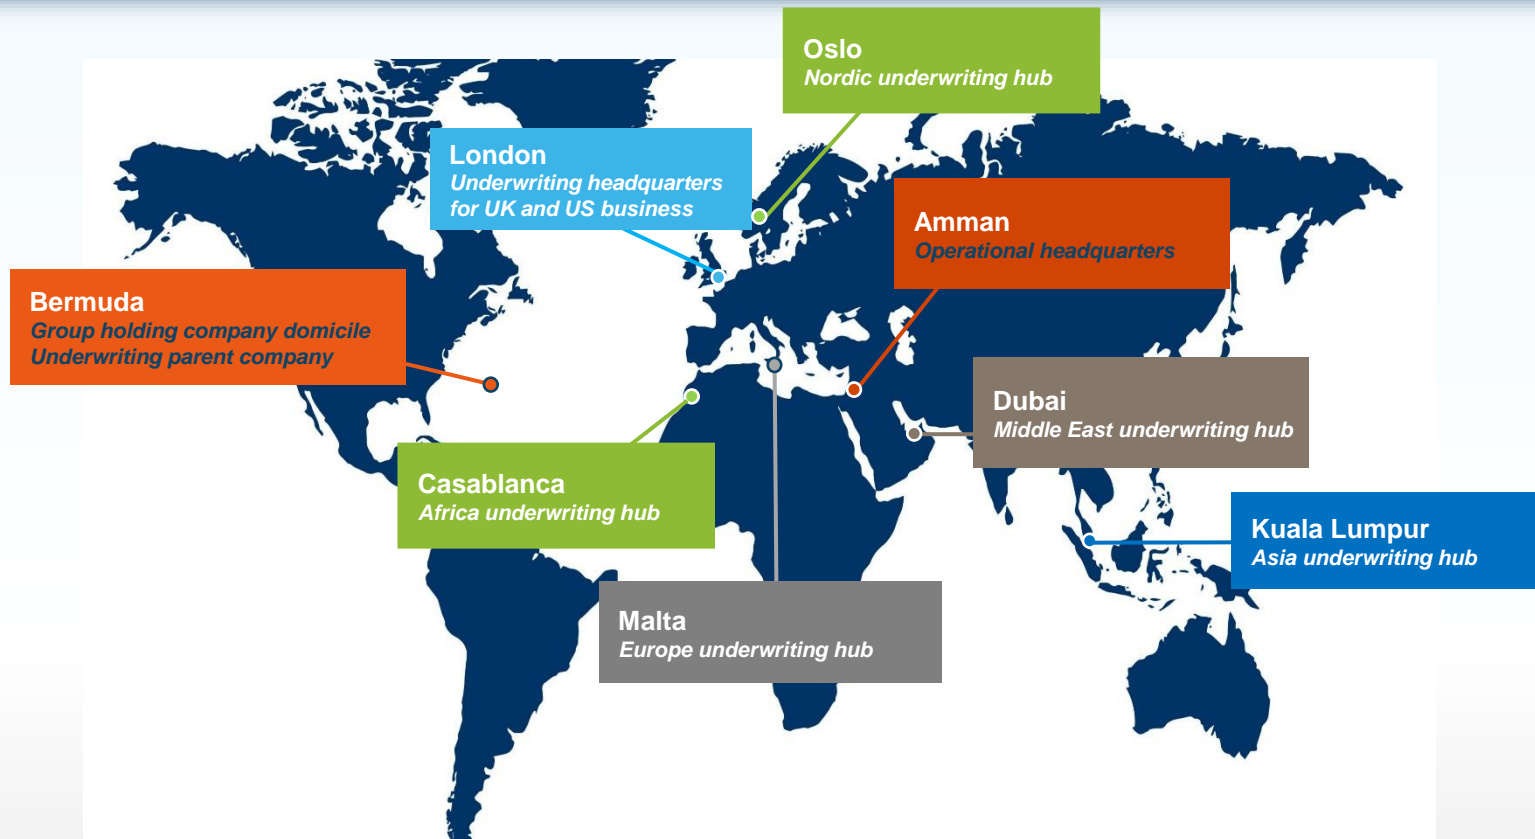 Oslo
Nordic underwriting hub
London
Underwriting headquarters
for UK and US business
Amman
Operational headquarters
Bermuda
Group holding company domicile
Underwriting parent company
Dubai
Middle East underwriting hub
Casablanca
Africa underwriting hub
Kuala Lumpur
Asia underwriting hub
Malta
Europe underwriting hub